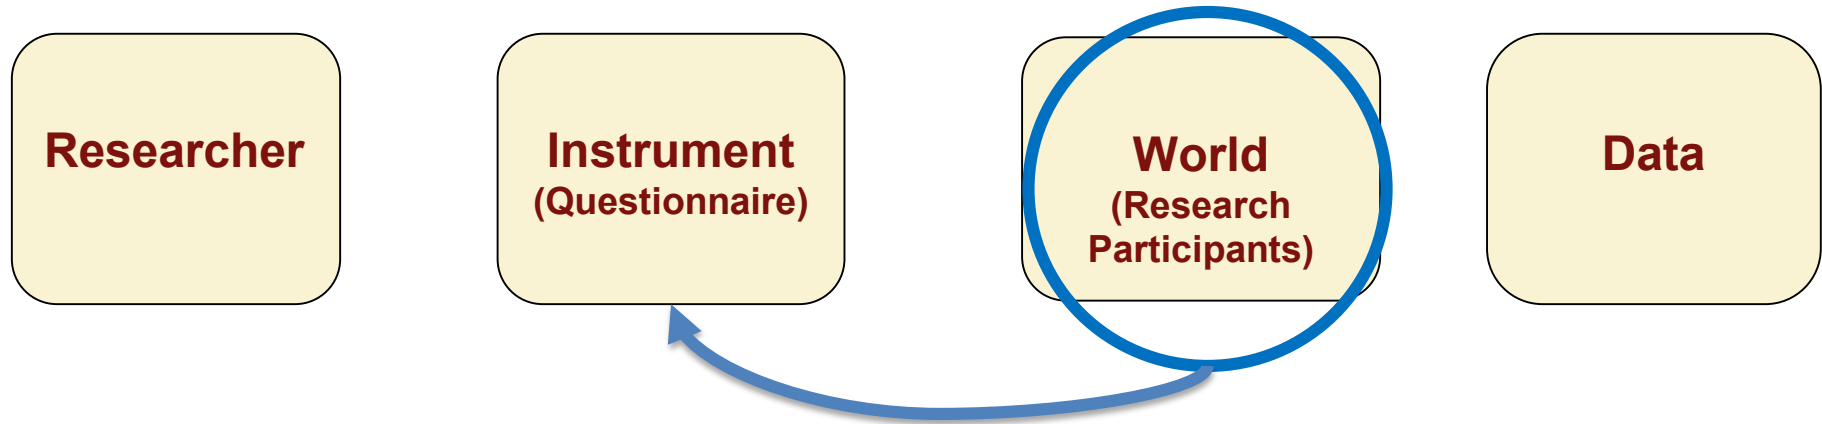 Researcher
Instrument
(Questionnaire)
World
(Research
Participants)
Data